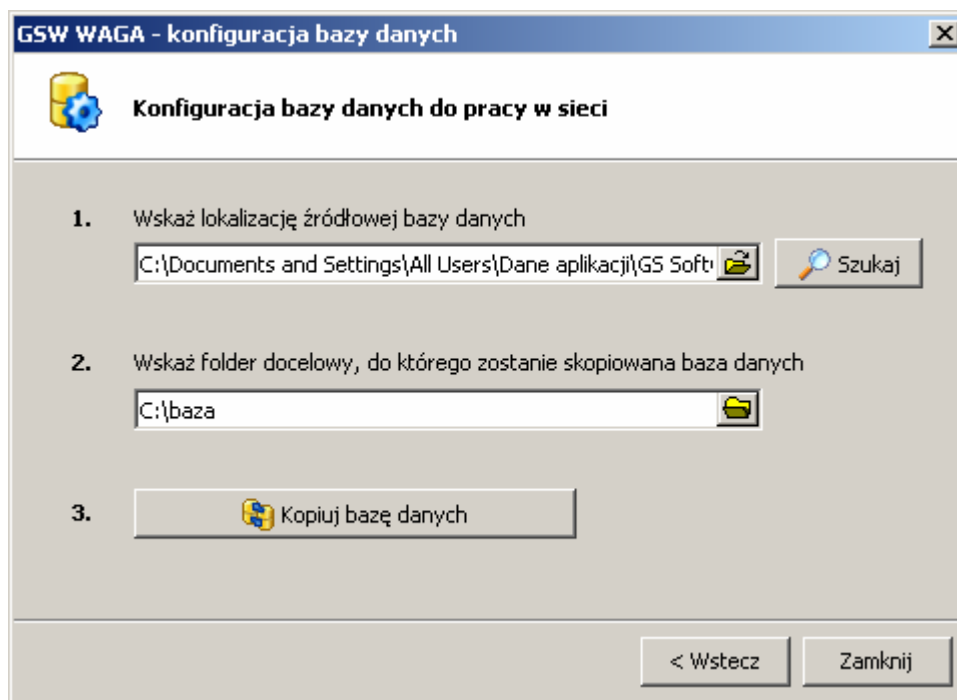 GSW WAGA - konfiguracja bazy danych
Konfiguracja bazy danych do pracy w sieci
1. Wskaż lokalizację źródłowej bazy danych
C:\Documents and Settings\All Users\Dane aplikacji\GS Soft
Szukaj
2. Wskaż folder docelowy, do którego zostanie skopiowana baza danych
C:\baza
3. Kopiuj bazę danych
< Wstecz Zamknij